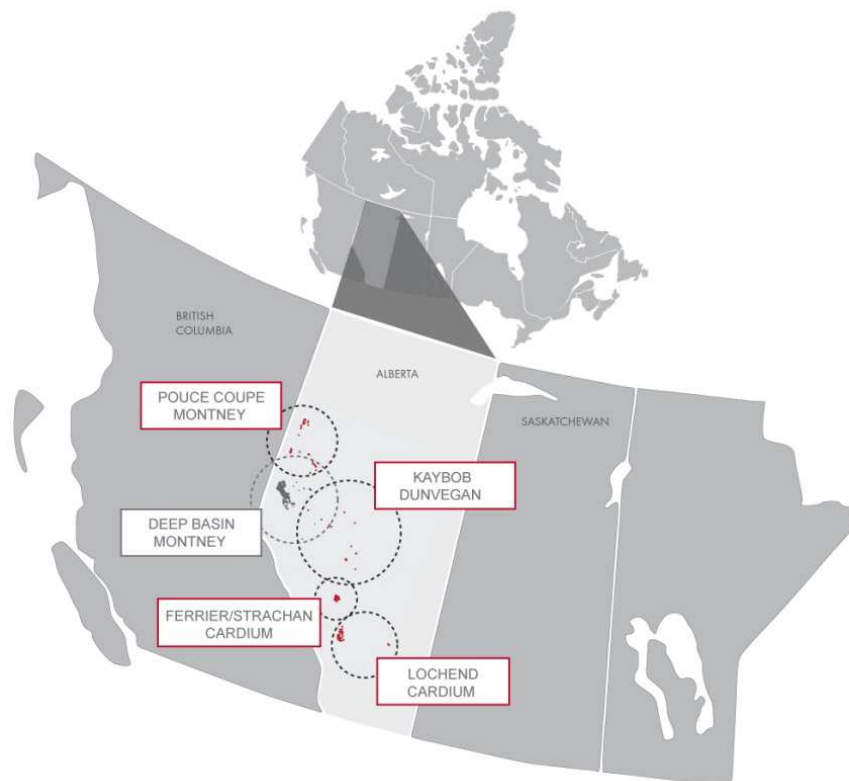 BRITISH
COLUMBIA
ALBERTA
POUCE COUPE
MONTNEY
SASKATCHEWAN
KAYBOB
DUNVEGAN
DEEP BASIN
MONTNEY
FERRIER/STRACHAN
CARDIUM
LOCHEND
CARDIUM